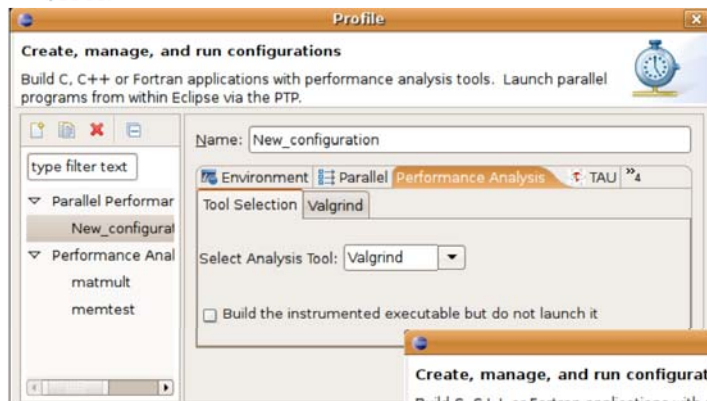 Profile
Create, manage, and run configurations
Build C, C++ or Fortran applications with performance analysis tools. Launch parallel
programs from within Eclipse via the PTP.
type filter text
Parallel Performar
New_configurat
Performance Anal
matmult
memtest
Name: New_configuration
Environment Parallel Performance Analysis TAU »4
Tool Selection Valgrind
Select Analysis Tool: Valgrind
Build the instrumented executable but do not launch it
Create, manage, and run configurat